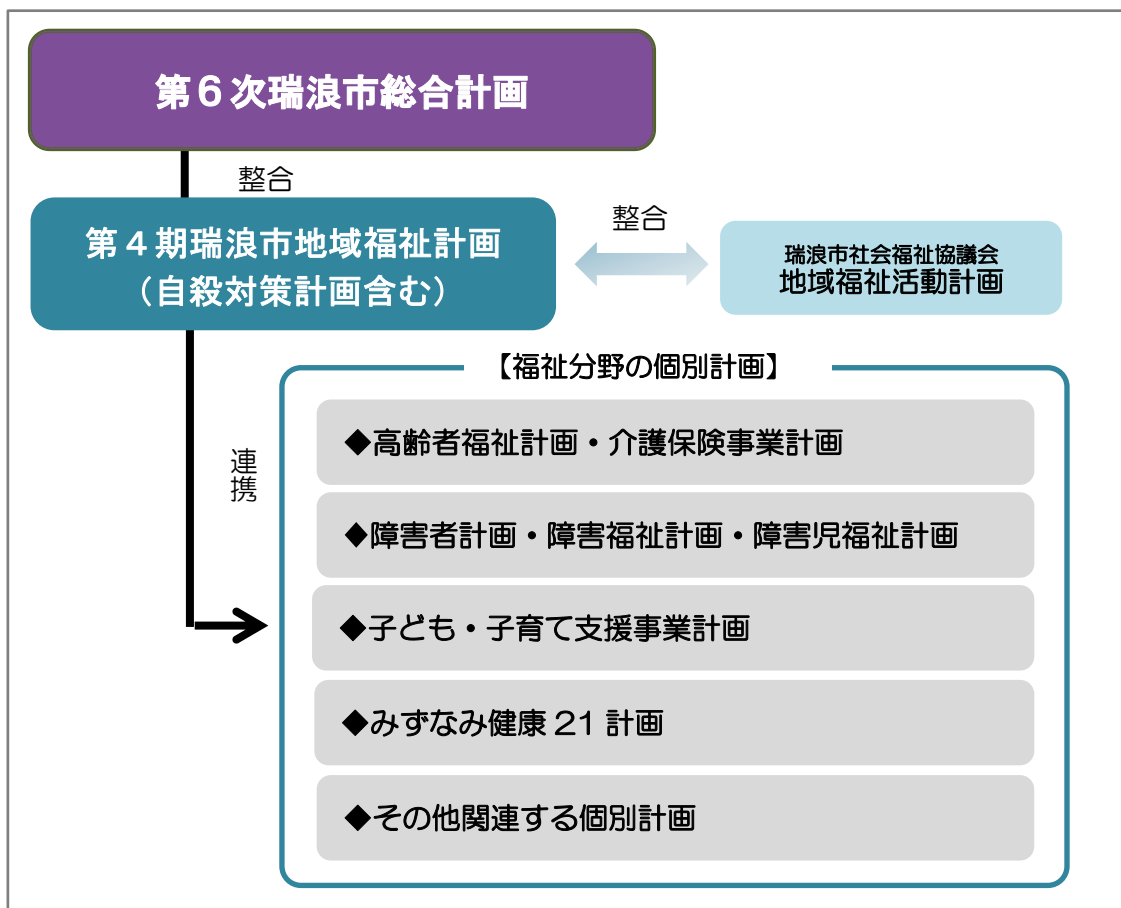 第６次瑞浪市総合計画
整合
第４期瑞浪市地域福祉計画
（自殺対策計画含む）
整合
瑞浪市社会福祉協議会
地域福祉活動計画
連携
【福祉分野の個別計画】
◆高齢者福祉計画・介護保険事業計画
◆障害者計画・障害福祉計画・障害児福祉計画
◆子ども・子育て支援事業計画
◆みずなみ健康 21 計画
◆その他関連する個別計画